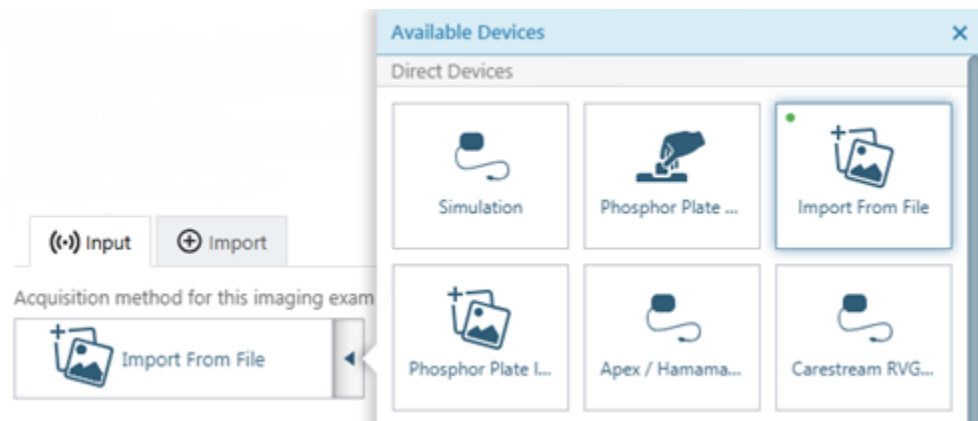 Available Devices
Direct Devices
Simulation
Phosphor Plate ...
Import From File
Input
Import
Acquisition method for this imaging exam
Import From File
Phosphor Plate I...
Apex / Hamama...
Carestream RVG...